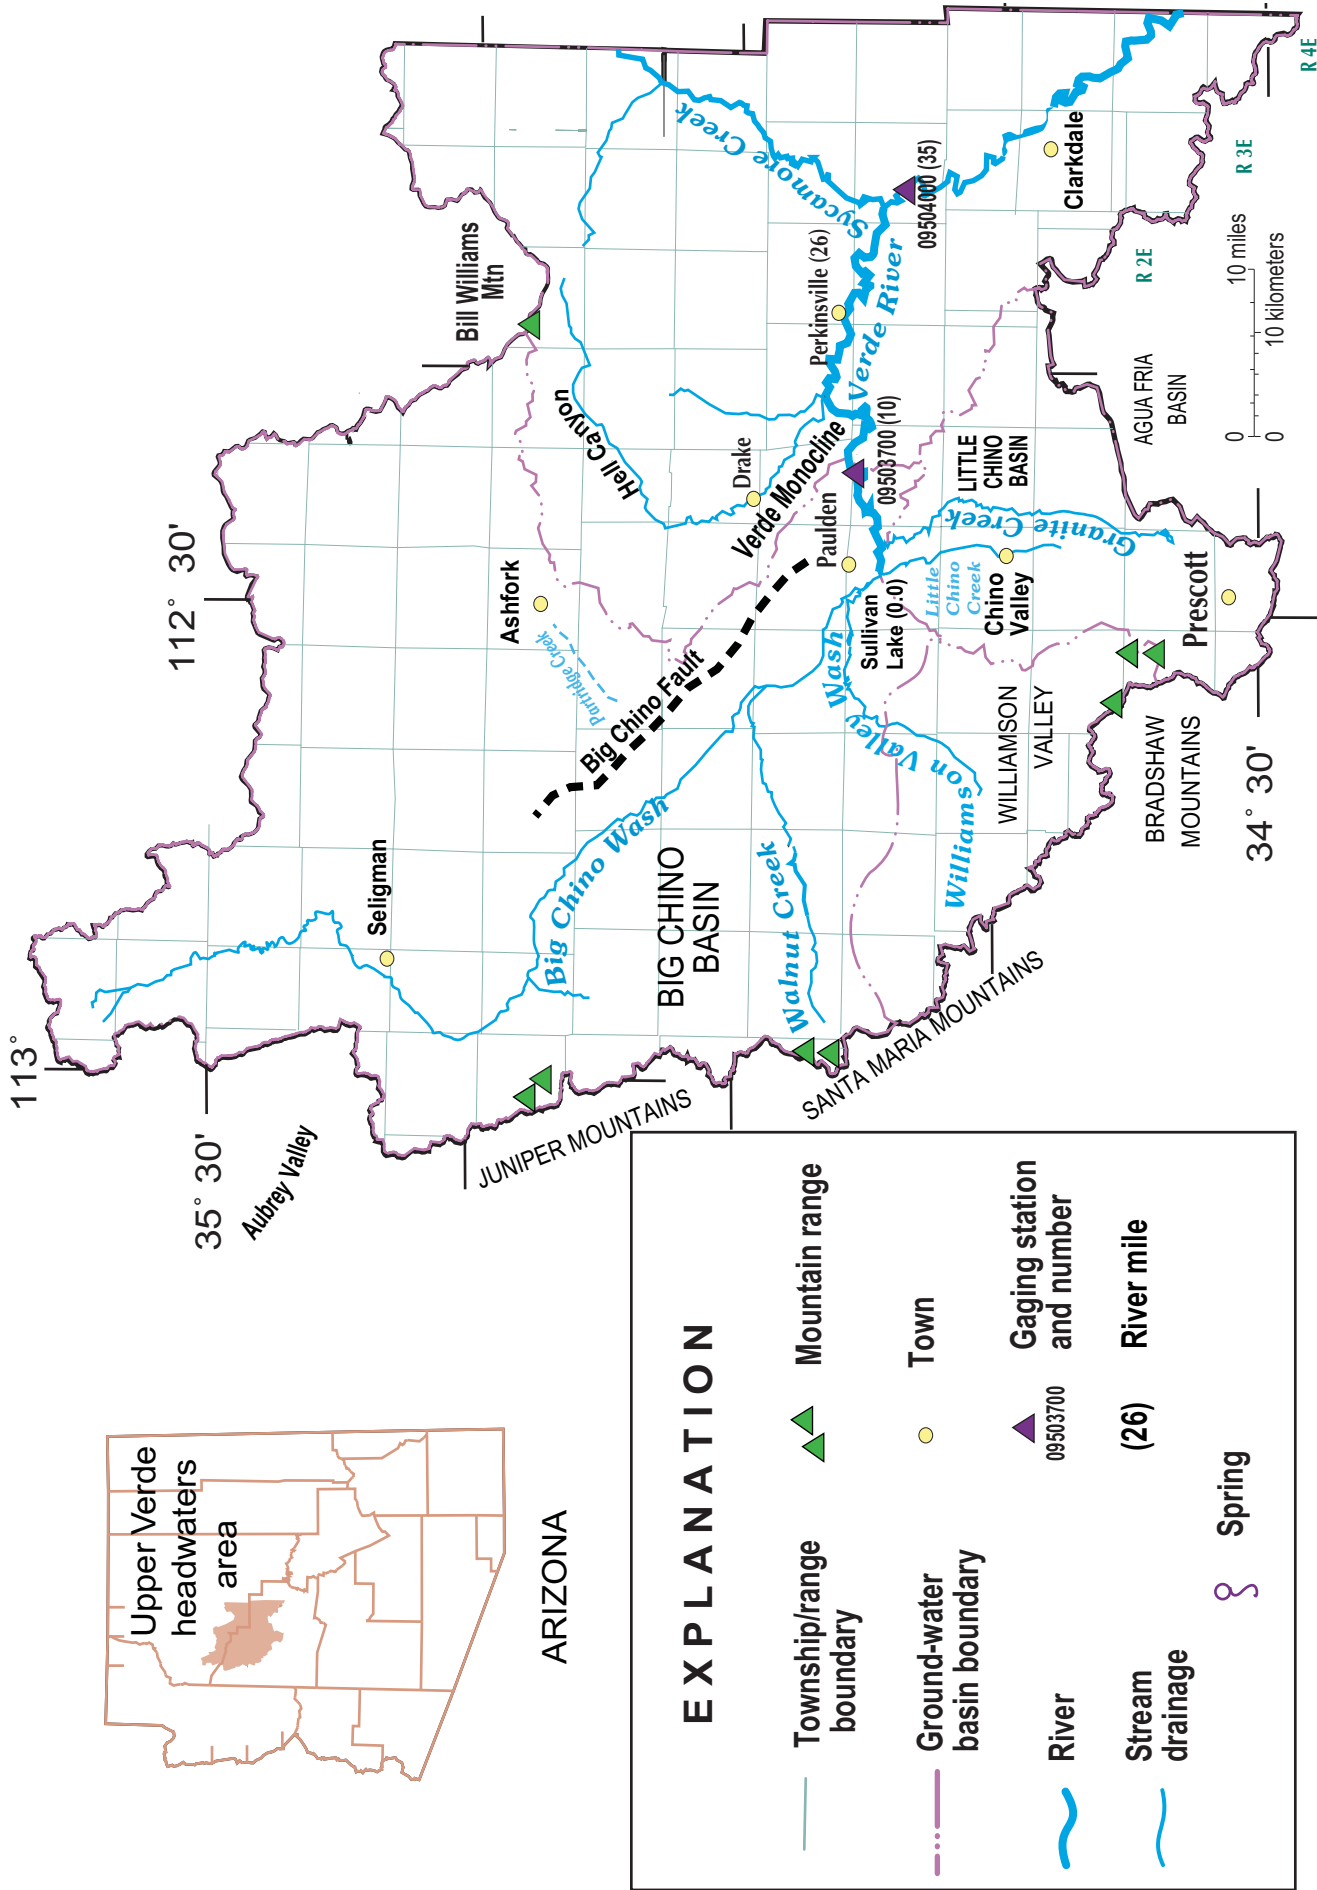 113°
112° 30'
35° 30'
34° 30'
Aubrey Valley
Seligman
Ashfork
Partridge Creek
Bill Williams
Mtn
Hell Canyon
Drake
Verde Monocline
Big Chino Fault
Big Chino Wash
BIG CHINO
BASIN
Walnut Creek
JUNIPER MOUNTAINS
SANTA MARIA MOUNTAINS
Williamson Valley Wash
WILLIAMSON
VALLEY
BRADSHAW
MOUNTAINS
Paulden
Sullivan
Lake (0.0)
Little
Chino
Creek
Chino
Valley
Granite Creek
LITTLE
CHINO
BASIN
Prescott
09503700 (10)
Verde River
Perkinsville (26)
Sycamore Creek
09504000 (35)
Clarkdale
AGUA FRIA
BASIN
R 2E
R 3E
R 4E
0
10 miles
0
10 kilometers
Upper Verde
headwaters
area
ARIZONA
EXPLANATION
Township/range
boundary
Ground-water
basin boundary
River
Stream
drainage
Mountain range
Town
09503700
Gaging station
and number
(26)
River mile
Spring